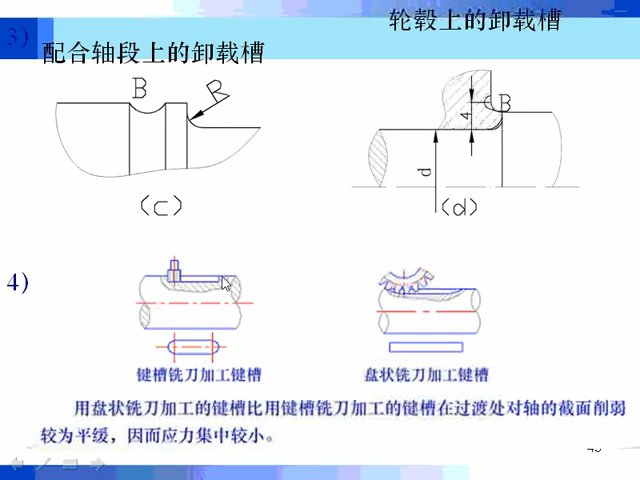 轮毂上的卸载槽
3)
配合轴段上的卸载槽
B
R
B
4
d
(c)
(d)
4)
键槽铣刀加工键槽
盘状铣刀加工键槽
用盘状铣刀加工的键槽比用键槽铣刀加工的键槽在过渡处对轴的截面削弱
较为平缓，因而应力集中较小。